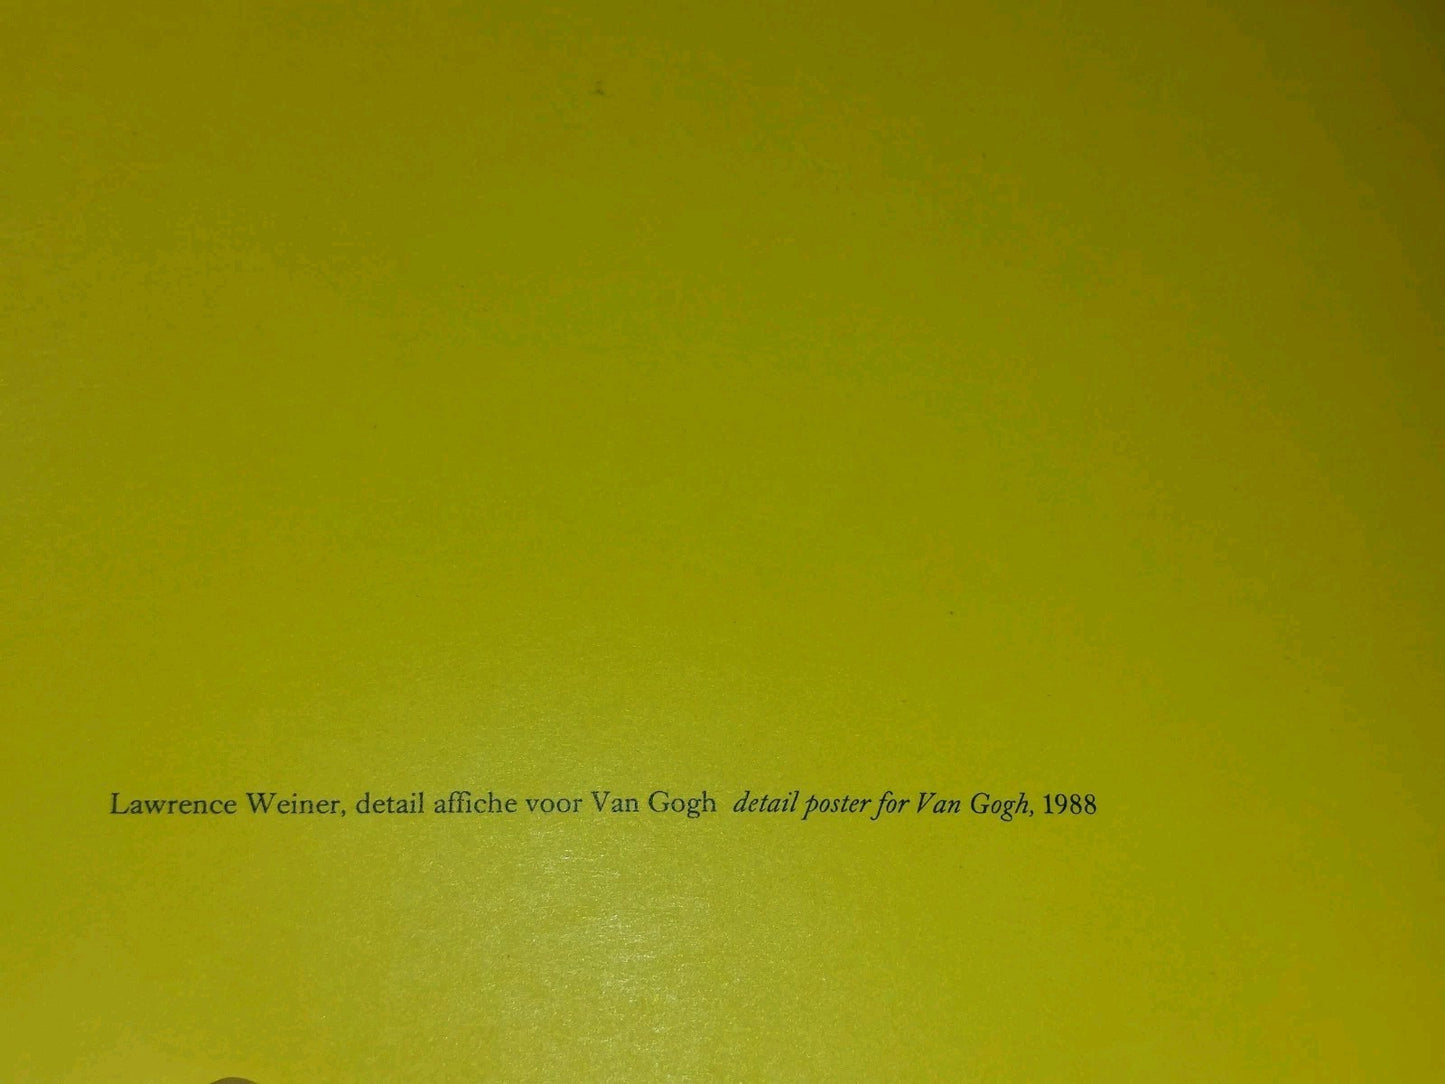 Lawrence Weiner, detail affiche voor Van Gogh detail poster for Van Gogh, 1988